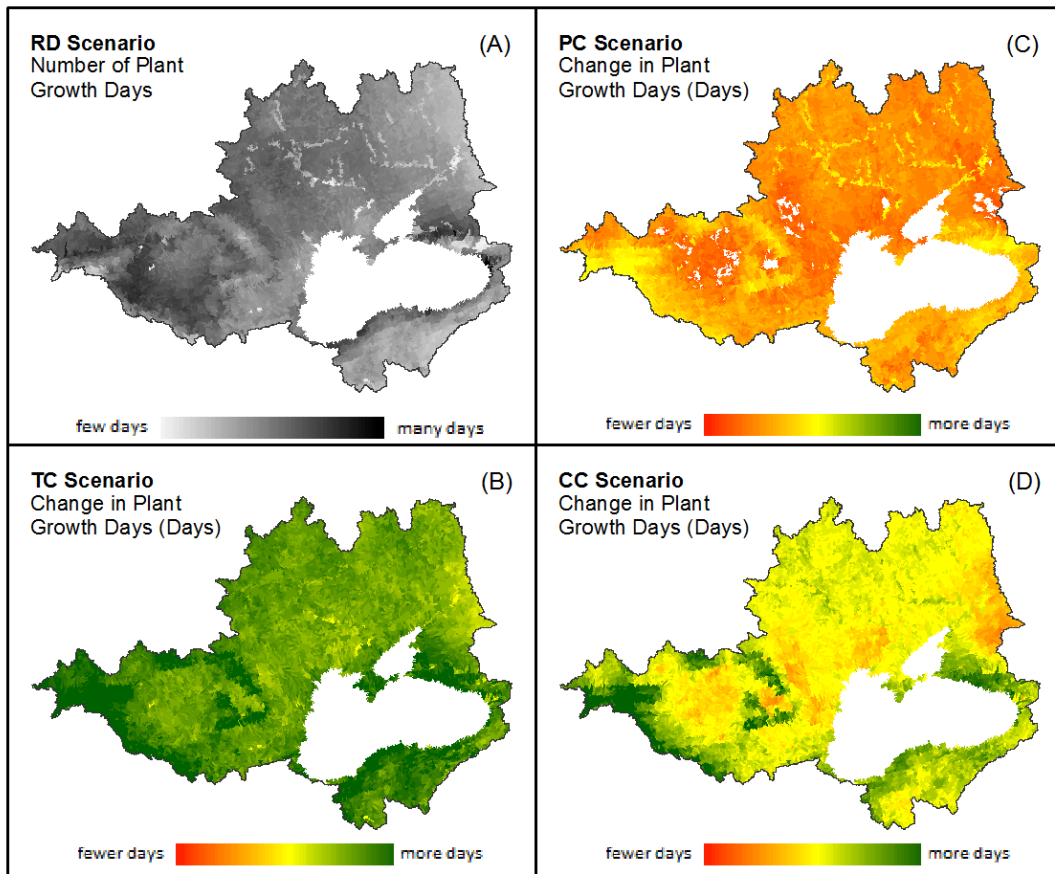 RD Scenario
Number of Plant
Growth Days
(A)
few days
many days
PC Scenario
Change in Plant
Growth Days (Days)
(C)
fewer days
more days
TC Scenario
Change in Plant
Growth Days (Days)
(B)
fewer days
more days
CC Scenario
Change in Plant
Growth Days (Days)
(D)
fewer days
more days